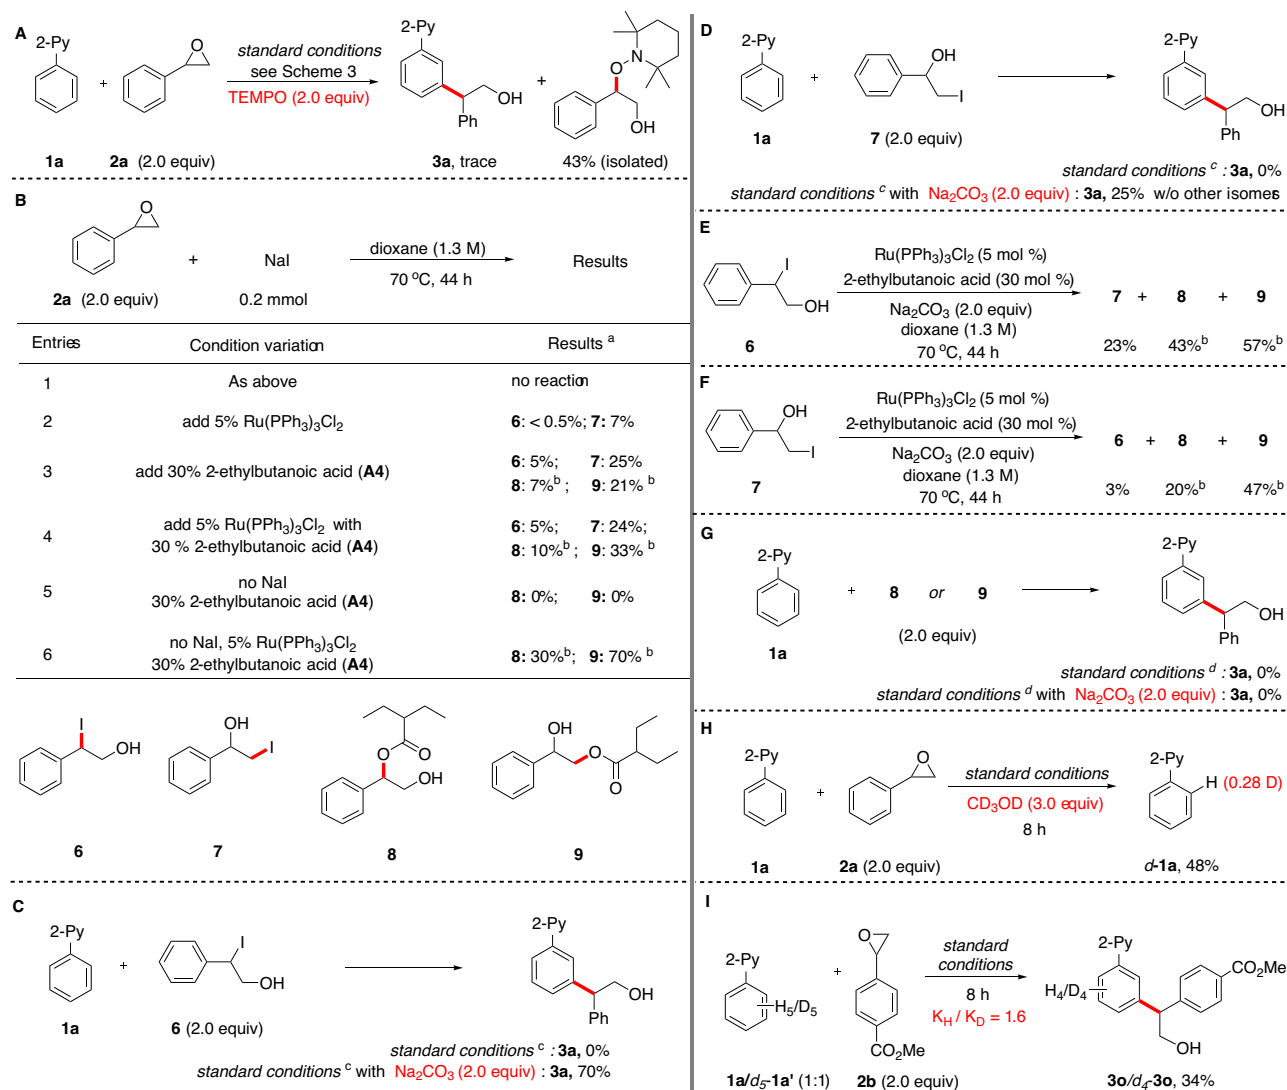 A
2-Py
O
standard conditions
see Scheme 3
TEMPO (2.0 equiv)
+
2-Py
OH
Ph
+
N
O
OH
1a
2a (2.0 equiv)
3a, trace
43% (isolated)
B
O
+
NaI
dioxane (1.3 M)
70 °C, 44 h
Results
2a (2.0 equiv)
0.2 mmol
Entries Condition variation Results a
1 As above no reaction
2 add 5% Ru(PPh3)3Cl2 6: < 0.5%; 7: 7%
3 add 30% 2-ethylbutanoic acid (A4) 6: 5%; 7: 25%
8: 7%b ; 9: 21% b
4 add 5% Ru(PPh3)3Cl2 with 6: 5%; 7: 24%;
30 % 2-ethylbutanoic acid (A4) 8: 10%b ; 9: 33% b
5 no NaI
30% 2-ethylbutanoic acid (A4) 8: 0%; 9: 0%
6 no NaI, 5% Ru(PPh3)3Cl2
30% 2-ethylbutanoic acid (A4) 8: 30%b; 9: 70% b
I
OH
OH
I
O
O
OH
OH
O
O
6
7
8
9
C
2-Py
+
I
OH
2-Py
OH
Ph
1a
6 (2.0 equiv)
standard conditions c : 3a, 0%
standard conditions c with Na2CO3 (2.0 equiv) : 3a, 70%
D
2-Py
+
OH
I
2-Py
OH
Ph
1a
7 (2.0 equiv)
standard conditions c : 3a, 0%
standard conditions c with Na2CO3 (2.0 equiv) : 3a, 25% w/o other isomers
E
I
OH
Ru(PPh3)3Cl2 (5 mol %)
2-ethylbutanoic acid (30 mol %)
Na2CO3 (2.0 equiv)
dioxane (1.3 M)
70 °C, 44 h
6
7 + 8 + 9
23% 43%b 57%b
F
OH
I
Ru(PPh3)3Cl2 (5 mol %)
2-ethylbutanoic acid (30 mol %)
Na2CO3 (2.0 equiv)
dioxane (1.3 M)
70 °C, 44 h
7
6 + 8 + 9
3% 20%b 47%b
G
2-Py
+ 8 or 9
(2.0 equiv)
1a
2-Py
OH
Ph
standard conditions d : 3a, 0%
standard conditions d with Na2CO3 (2.0 equiv) : 3a, 0%
H
2-Py
+
O
standard conditions
CD3OD (3.0 equiv)
8 h
2-Py
H (0.28 D)
1a
2a (2.0 equiv)
d-1a, 48%
I
2-Py
H5/D5
+
O
CO2Me
standard
conditions
8 h
KH / KD = 1.6
2-Py
H4/D4
CO2Me
OH
1a/d5-1a' (1:1)
2b (2.0 equiv)
3o/d4-3o, 34%